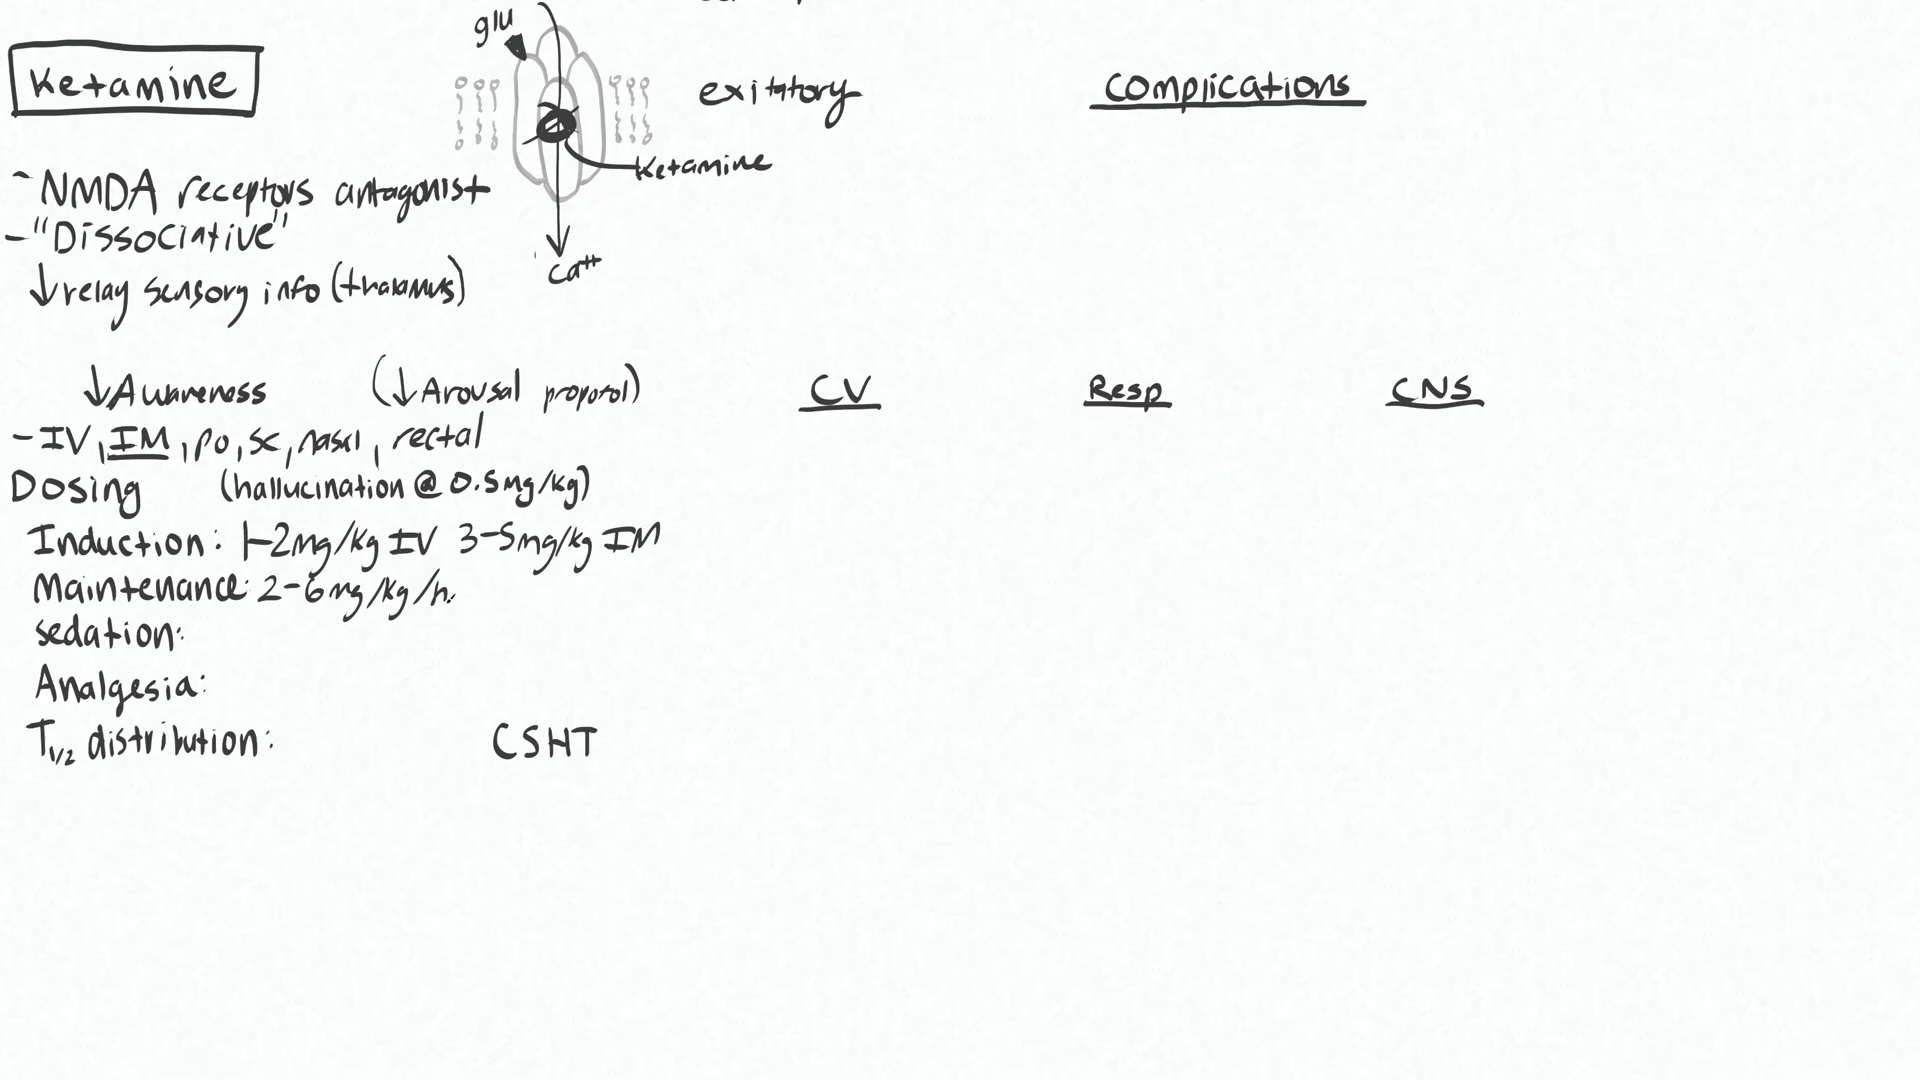 glu
Ketamine
exitatory
Complications
Ketamine
- NMDA receptors antagonist
- "Dissociative"
Ca++
↓ relay sensory info (thalamus)
↓ Awareness (↓ Arousal propofol)
CV
Resp
CNS
- IV, IM, po, sc, nasal, rectal
Dosing (hallucination @ 0.5mg/kg)
Induction: 1-2mg/kg IV 3-5mg/kg IM
Maintenance: 2-6mg/kg/h
sedation:
Analgesia:
T1/2 distribution: CSHT